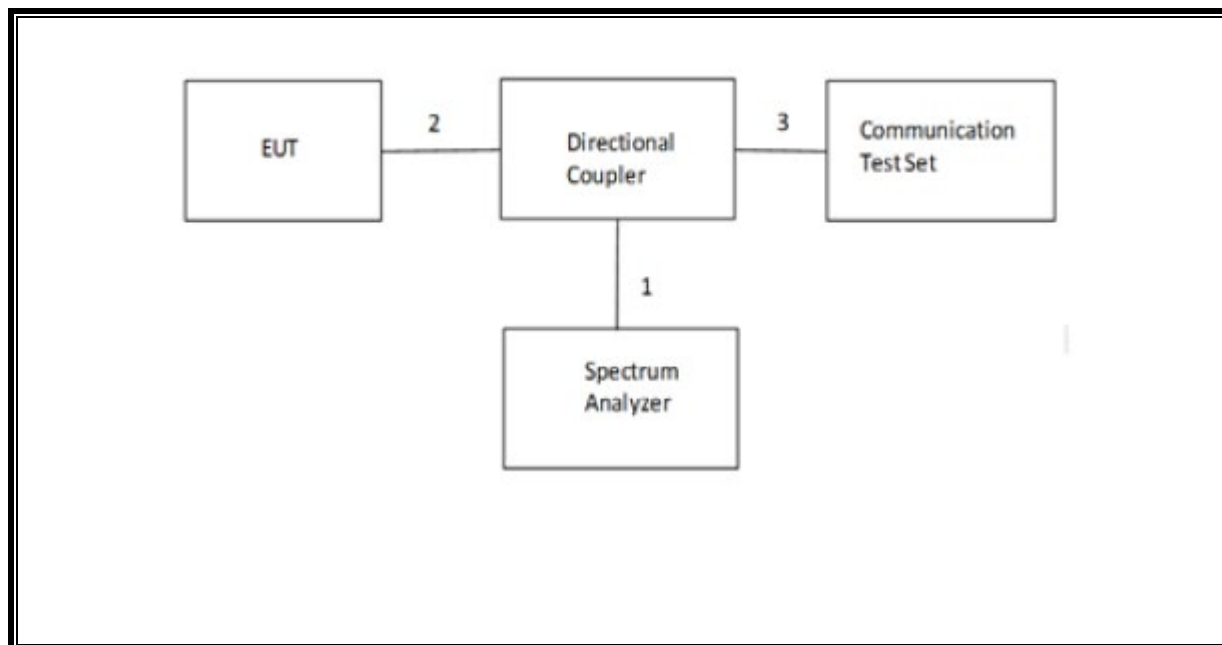 EUT
2
Directional
Coupler
3
Communication
Test Set
1
Spectrum
Analyzer